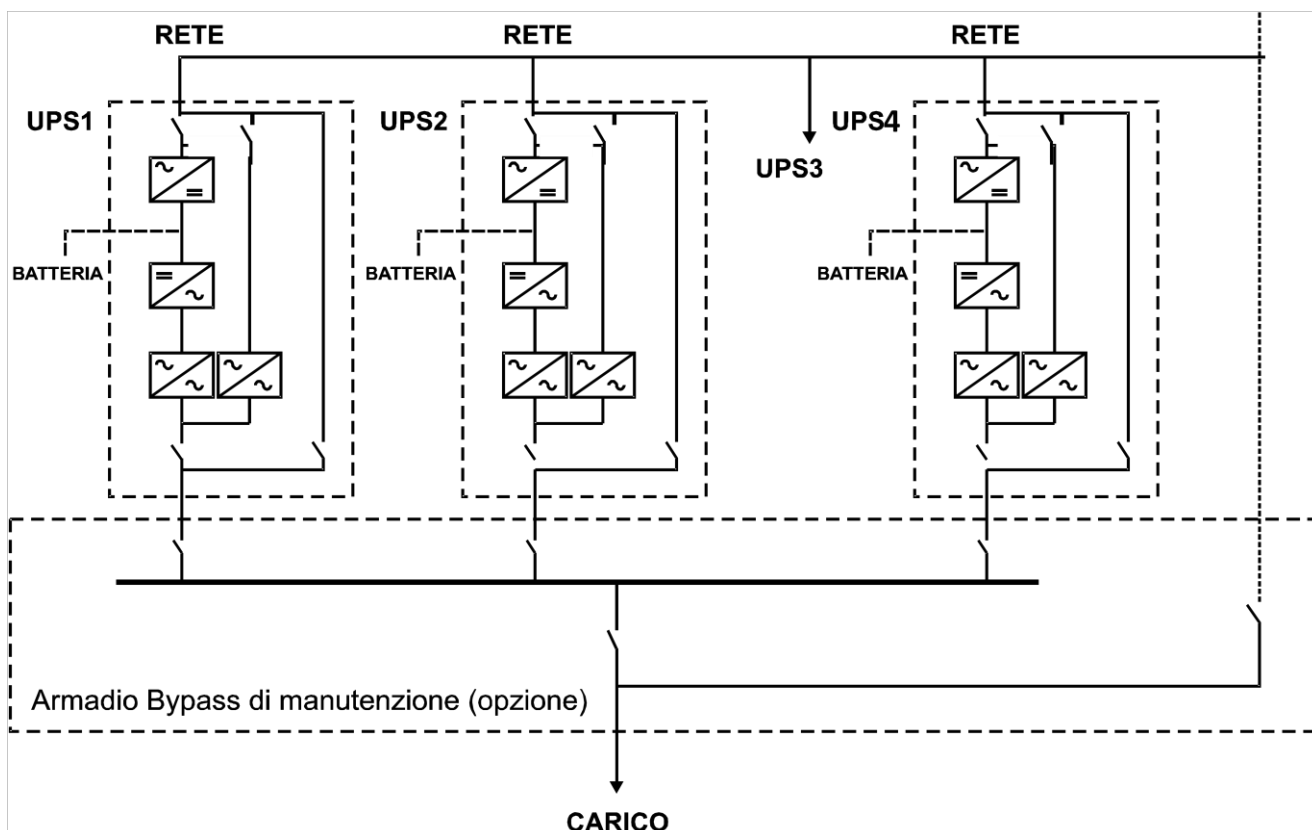 RETE RETE RETE
UPS1 UPS2 UPS4
UPS3
BATTERIA BATTERIA BATTERIA
Armadio Bypass di manutenzione (opzione)
CARICO